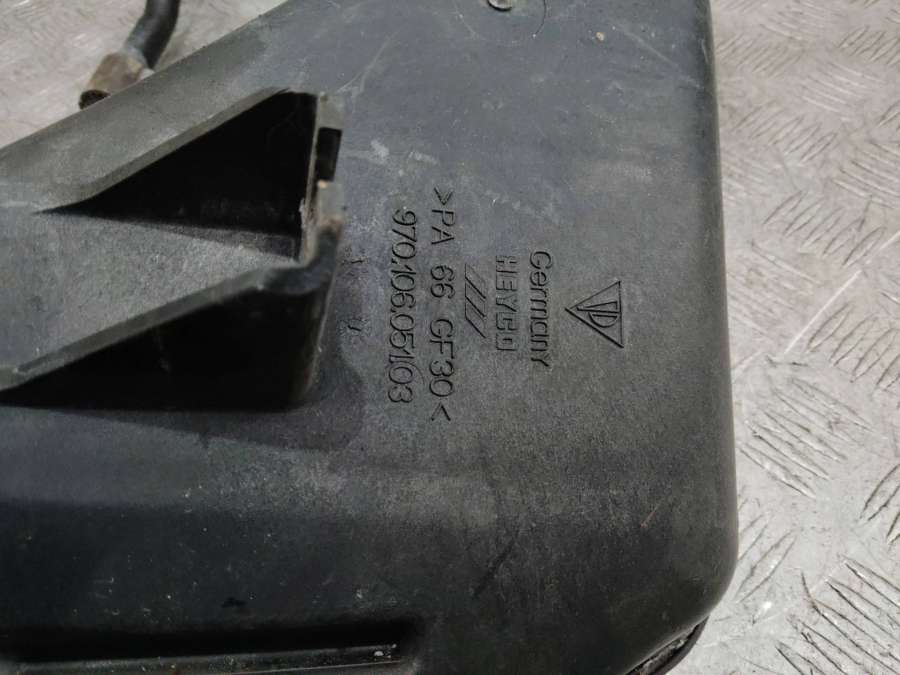 Germany
HEYCO
>PA 66 GF30<
970.106.051.03